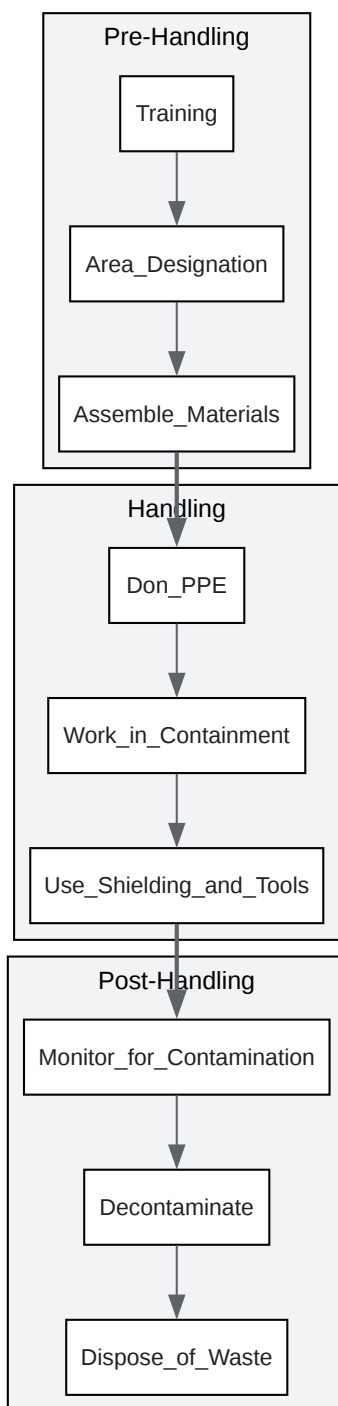 Pre-Handling
Training
Area_Designation
Assemble_Materials
Handling
Don_PPE
Work_in_Containment
Use_Shielding_and_Tools
Post-Handling
Monitor_for_Contamination
Decontaminate
Dispose_of_Waste